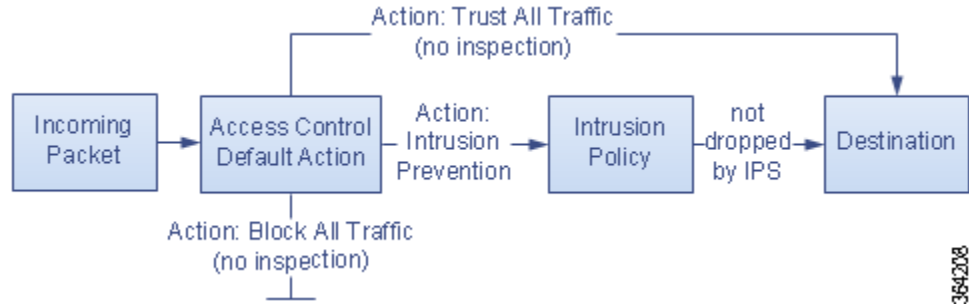 Action: Trust All Traffic
(no inspection)
Incoming
Packet
Access Control
Default Action
Action:
Intrusion
Prevention
Intrusion
Policy
not
dropped
by IPS
Destination
Action: Block All Traffic
(no inspection)
364208